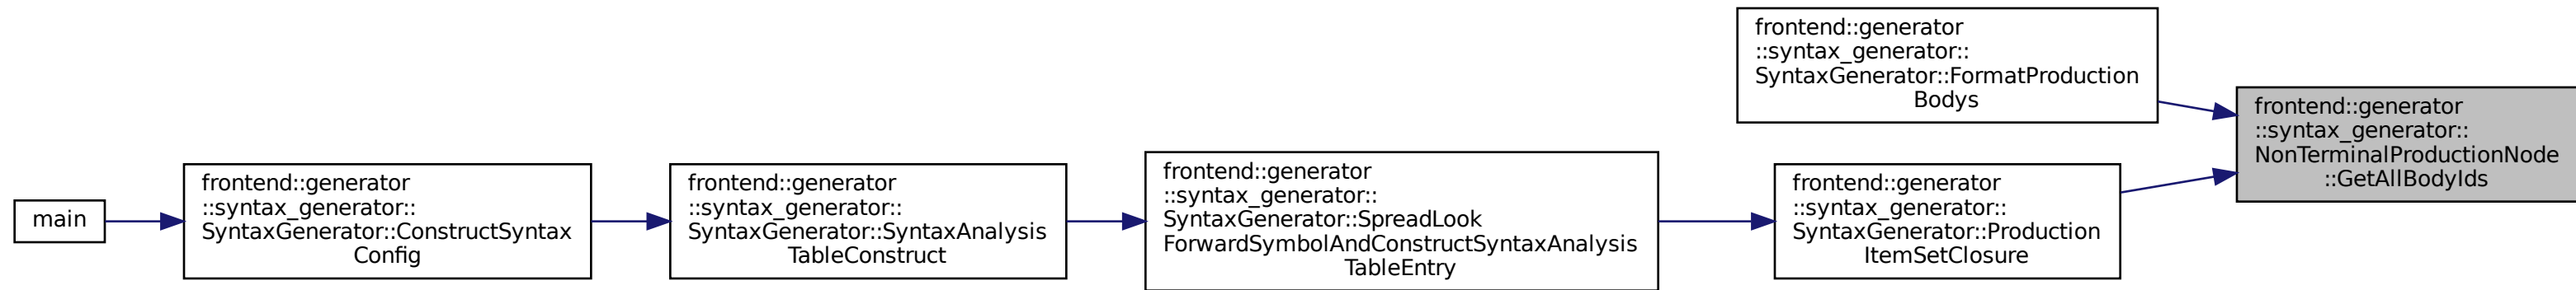 main
frontend::generator
::syntax_generator::
SyntaxGenerator::ConstructSyntax
Config
frontend::generator
::syntax_generator::
SyntaxGenerator::SyntaxAnalysis
TableConstruct
frontend::generator
::syntax_generator::
SyntaxGenerator::SpreadLook
ForwardSymbolAndConstructSyntaxAnalysis
TableEntry
frontend::generator
::syntax_generator::
SyntaxGenerator::FormatProduction
Bodys
frontend::generator
::syntax_generator::
SyntaxGenerator::Production
ItemSetClosure
frontend::generator
::syntax_generator::
NonTerminalProductionNode
::GetAllBodyIds